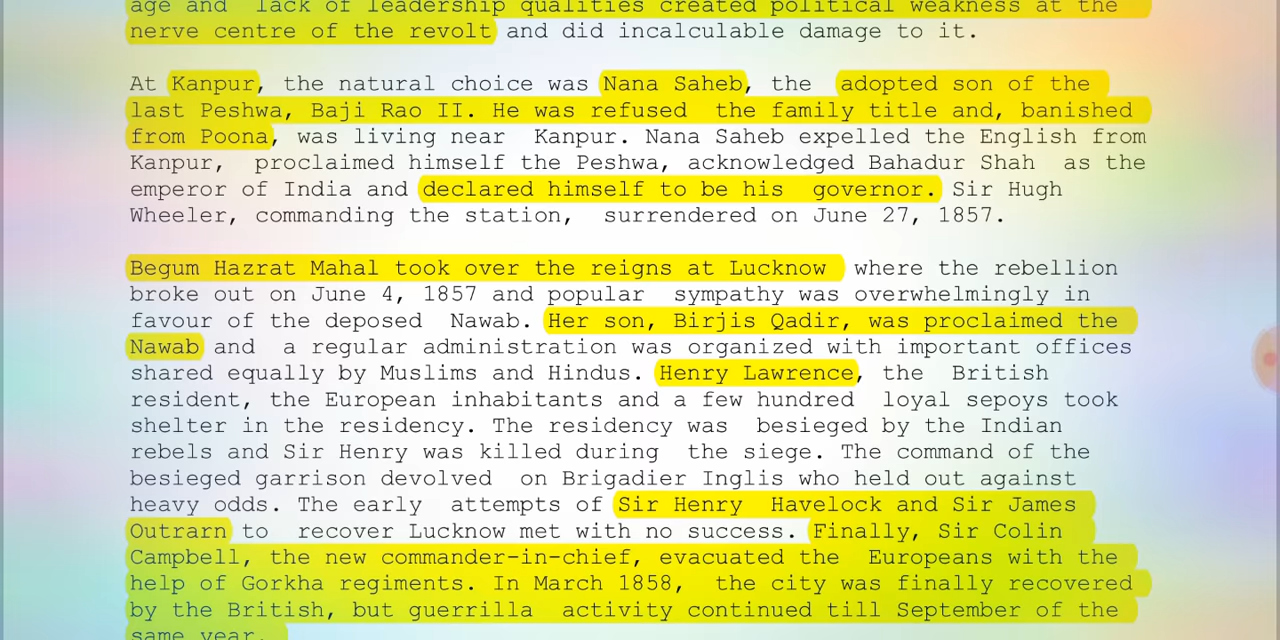 age and lack of leadership qualities created political weakness at the
nerve centre of the revolt and did incalculable damage to it.
At Kanpur, the natural choice was Nana Saheb, the adopted son of the
last Peshwa, Baji Rao II. He was refused the family title and, banished
from Poona, was living near Kanpur. Nana Saheb expelled the English from
Kanpur, proclaimed himself the Peshwa, acknowledged Bahadur Shah as the
emperor of India and declared himself to be his governor. Sir Hugh
Wheeler, commanding the station, surrendered on June 27, 1857.
Begum Hazrat Mahal took over the reigns at Lucknow where the rebellion
broke out on June 4, 1857 and popular sympathy was overwhelmingly in
favour of the deposed Nawab. Her son, Birjis Qadir, was proclaimed the
Nawab and a regular administration was organized with important offices
shared equally by Muslims and Hindus. Henry Lawrence, the British
resident, the European inhabitants and a few hundred loyal sepoys took
shelter in the residency. The residency was besieged by the Indian
rebels and Sir Henry was killed during the siege. The command of the
besieged garrison devolved on Brigadier Inglis who held out against
heavy odds. The early attempts of Sir Henry Havelock and Sir James
Outrarn to recover Lucknow met with no success. Finally, Sir Colin
Campbell, the new commander-in-chief, evacuated the Europeans with the
help of Gorkha regiments. In March 1858, the city was finally recovered
by the British, but guerrilla activity continued till September of the
same year.